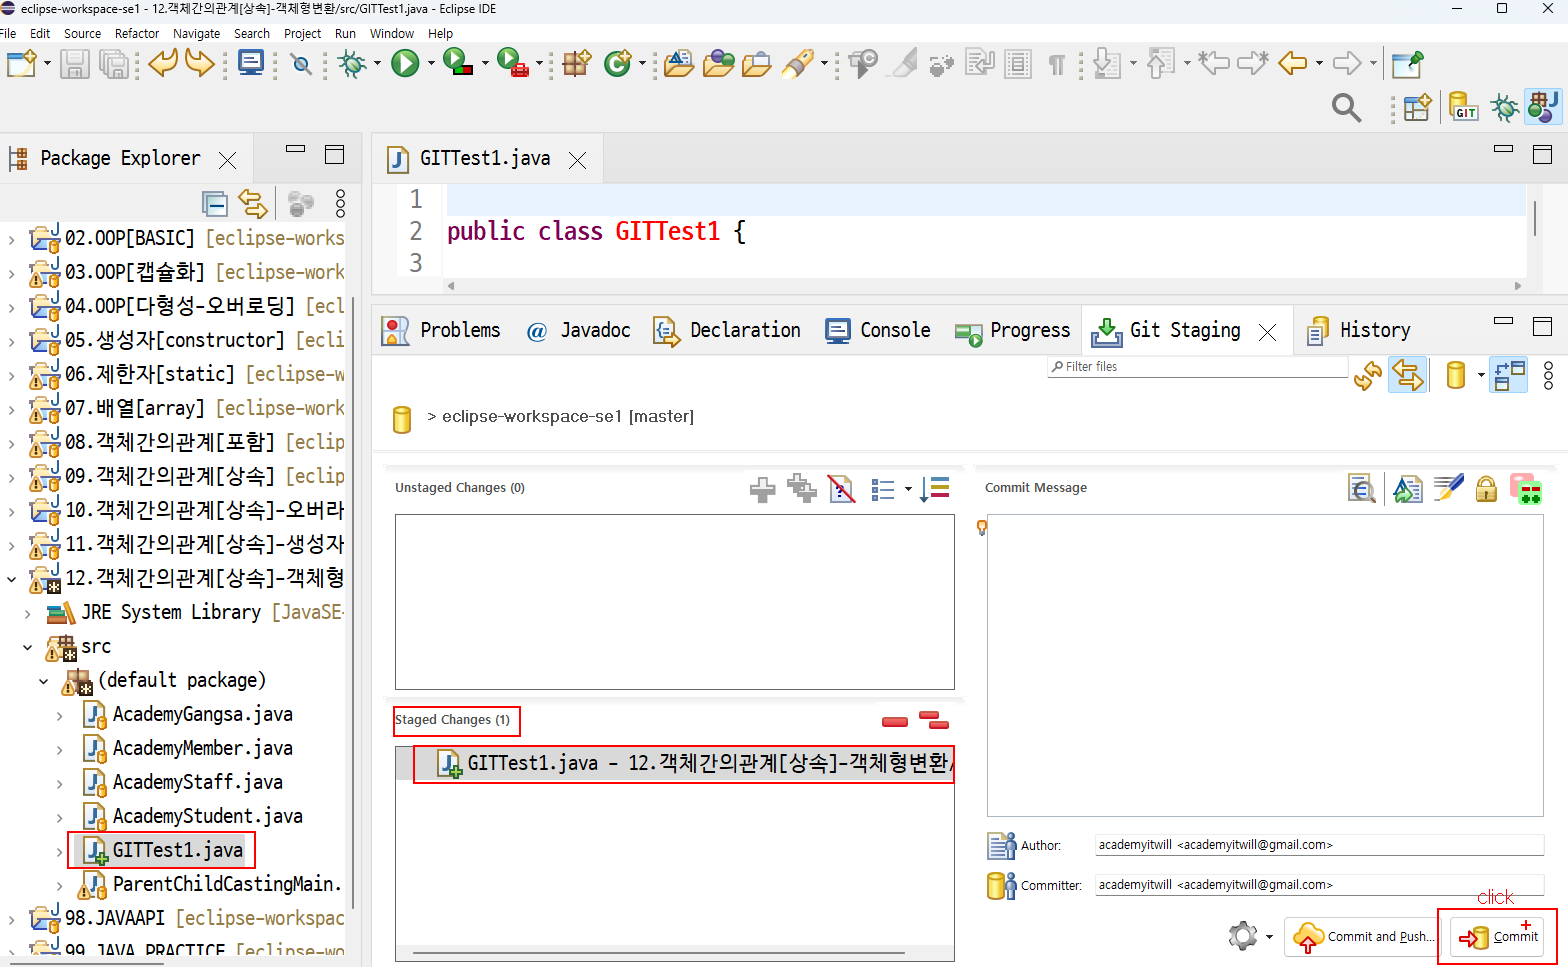 eclipse-workspace-se1 - 12.객체간의관계[상속]-객체형변환/src/GITTest1.java - Eclipse IDE
File Edit Source Refactor Navigate Search Project Run Window Help
GIT
Package Explorer
GITTest1.java
02.OOP[BASIC] [eclipse-works
03.OOP[캡슐화] [eclipse-work
04.OOP[다형성-오버로딩] [ecl
05.생성자[constructor] [ecli
06.제한자[static] [eclipse-w
07.배열[array] [eclipse-work
08.객체간의관계[포함] [eclip
09.객체간의관계[상속] [eclip
10.객체간의관계[상속]-오버라
11.객체간의관계[상속]-생성자
12.객체간의관계[상속]-객체형
JRE System Library [JavaSE-
src
(default package)
AcademyGangsa.java
AcademyMember.java
AcademyStaff.java
AcademyStudent.java
GITTest1.java
ParentChildCastingMain.
98.JAVAAPI [eclipse-workspac
99.JAVA PRACTICE [eclipse-wo
1
2 public class GITTest1 {
3
Problems Javadoc Declaration Console Progress Git Staging History
Filter files
> eclipse-workspace-se1 [master]
Unstaged Changes (0)
Staged Changes (1)
GITTest1.java - 12.객체간의관계[상속]-객체형변환/
Commit Message
Author: academyitwill <academyitwill@gmail.com>
Committer: academyitwill <academyitwill@gmail.com>
click
Commit and Push...
Commit